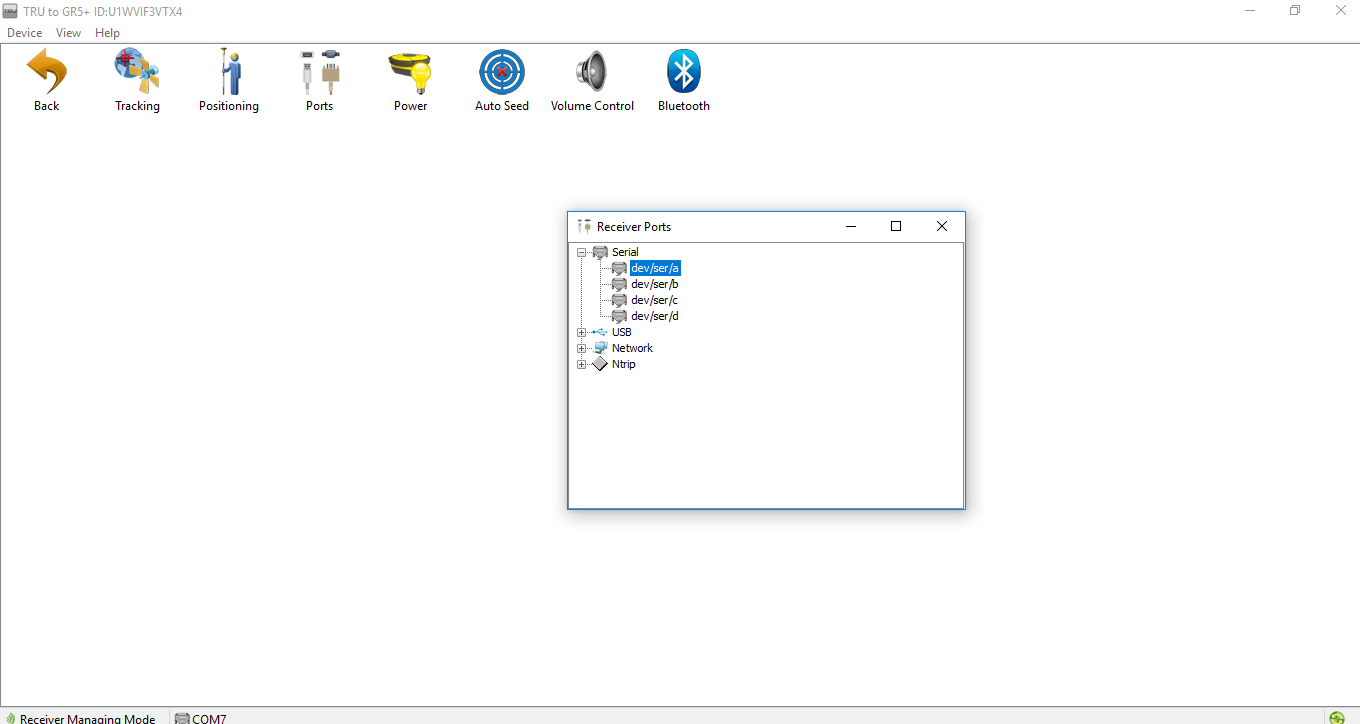 TRU to GR5+ ID:U1WVIF3VTX4
Device View Help
Back Tracking Positioning Ports Power Auto Seed Volume Control Bluetooth
Receiver Ports
Serial
dev/ser/a
dev/ser/b
dev/ser/c
dev/ser/d
USB
Network
Ntrip
Receiver Managing Mode COM7